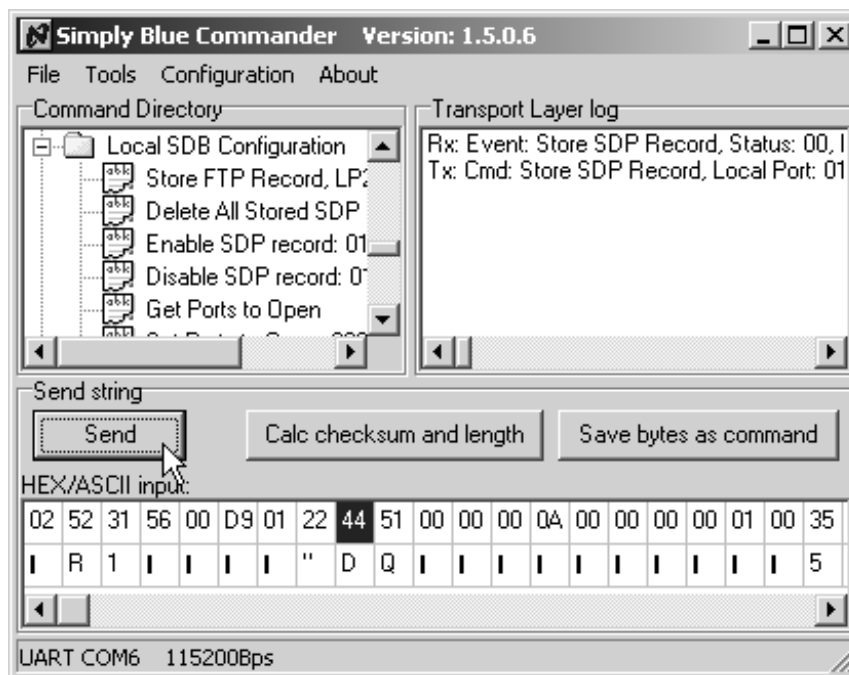 Simply Blue Commander Version: 1.5.0.6
File Tools Configuration About
Command Directory
Local SDB Configuration
Store FTP Record, LP2
Delete All Stored SDP
Enable SDP record: 01
Disable SDP record: 0
Get Ports to Open
Transport Layer log
Rx: Event: Store SDP Record, Status: 00, I
Tx: Cmd: Store SDP Record, Local Port: 01
Send string
Send Calc checksum and length Save bytes as command
HEX/ASCII input:
02 52 31 56 00 D9 01 22 44 51 00 00 00 0A 00 00 00 00 01 00 35
R 1 " D Q 5
UART COM6 115200Bps